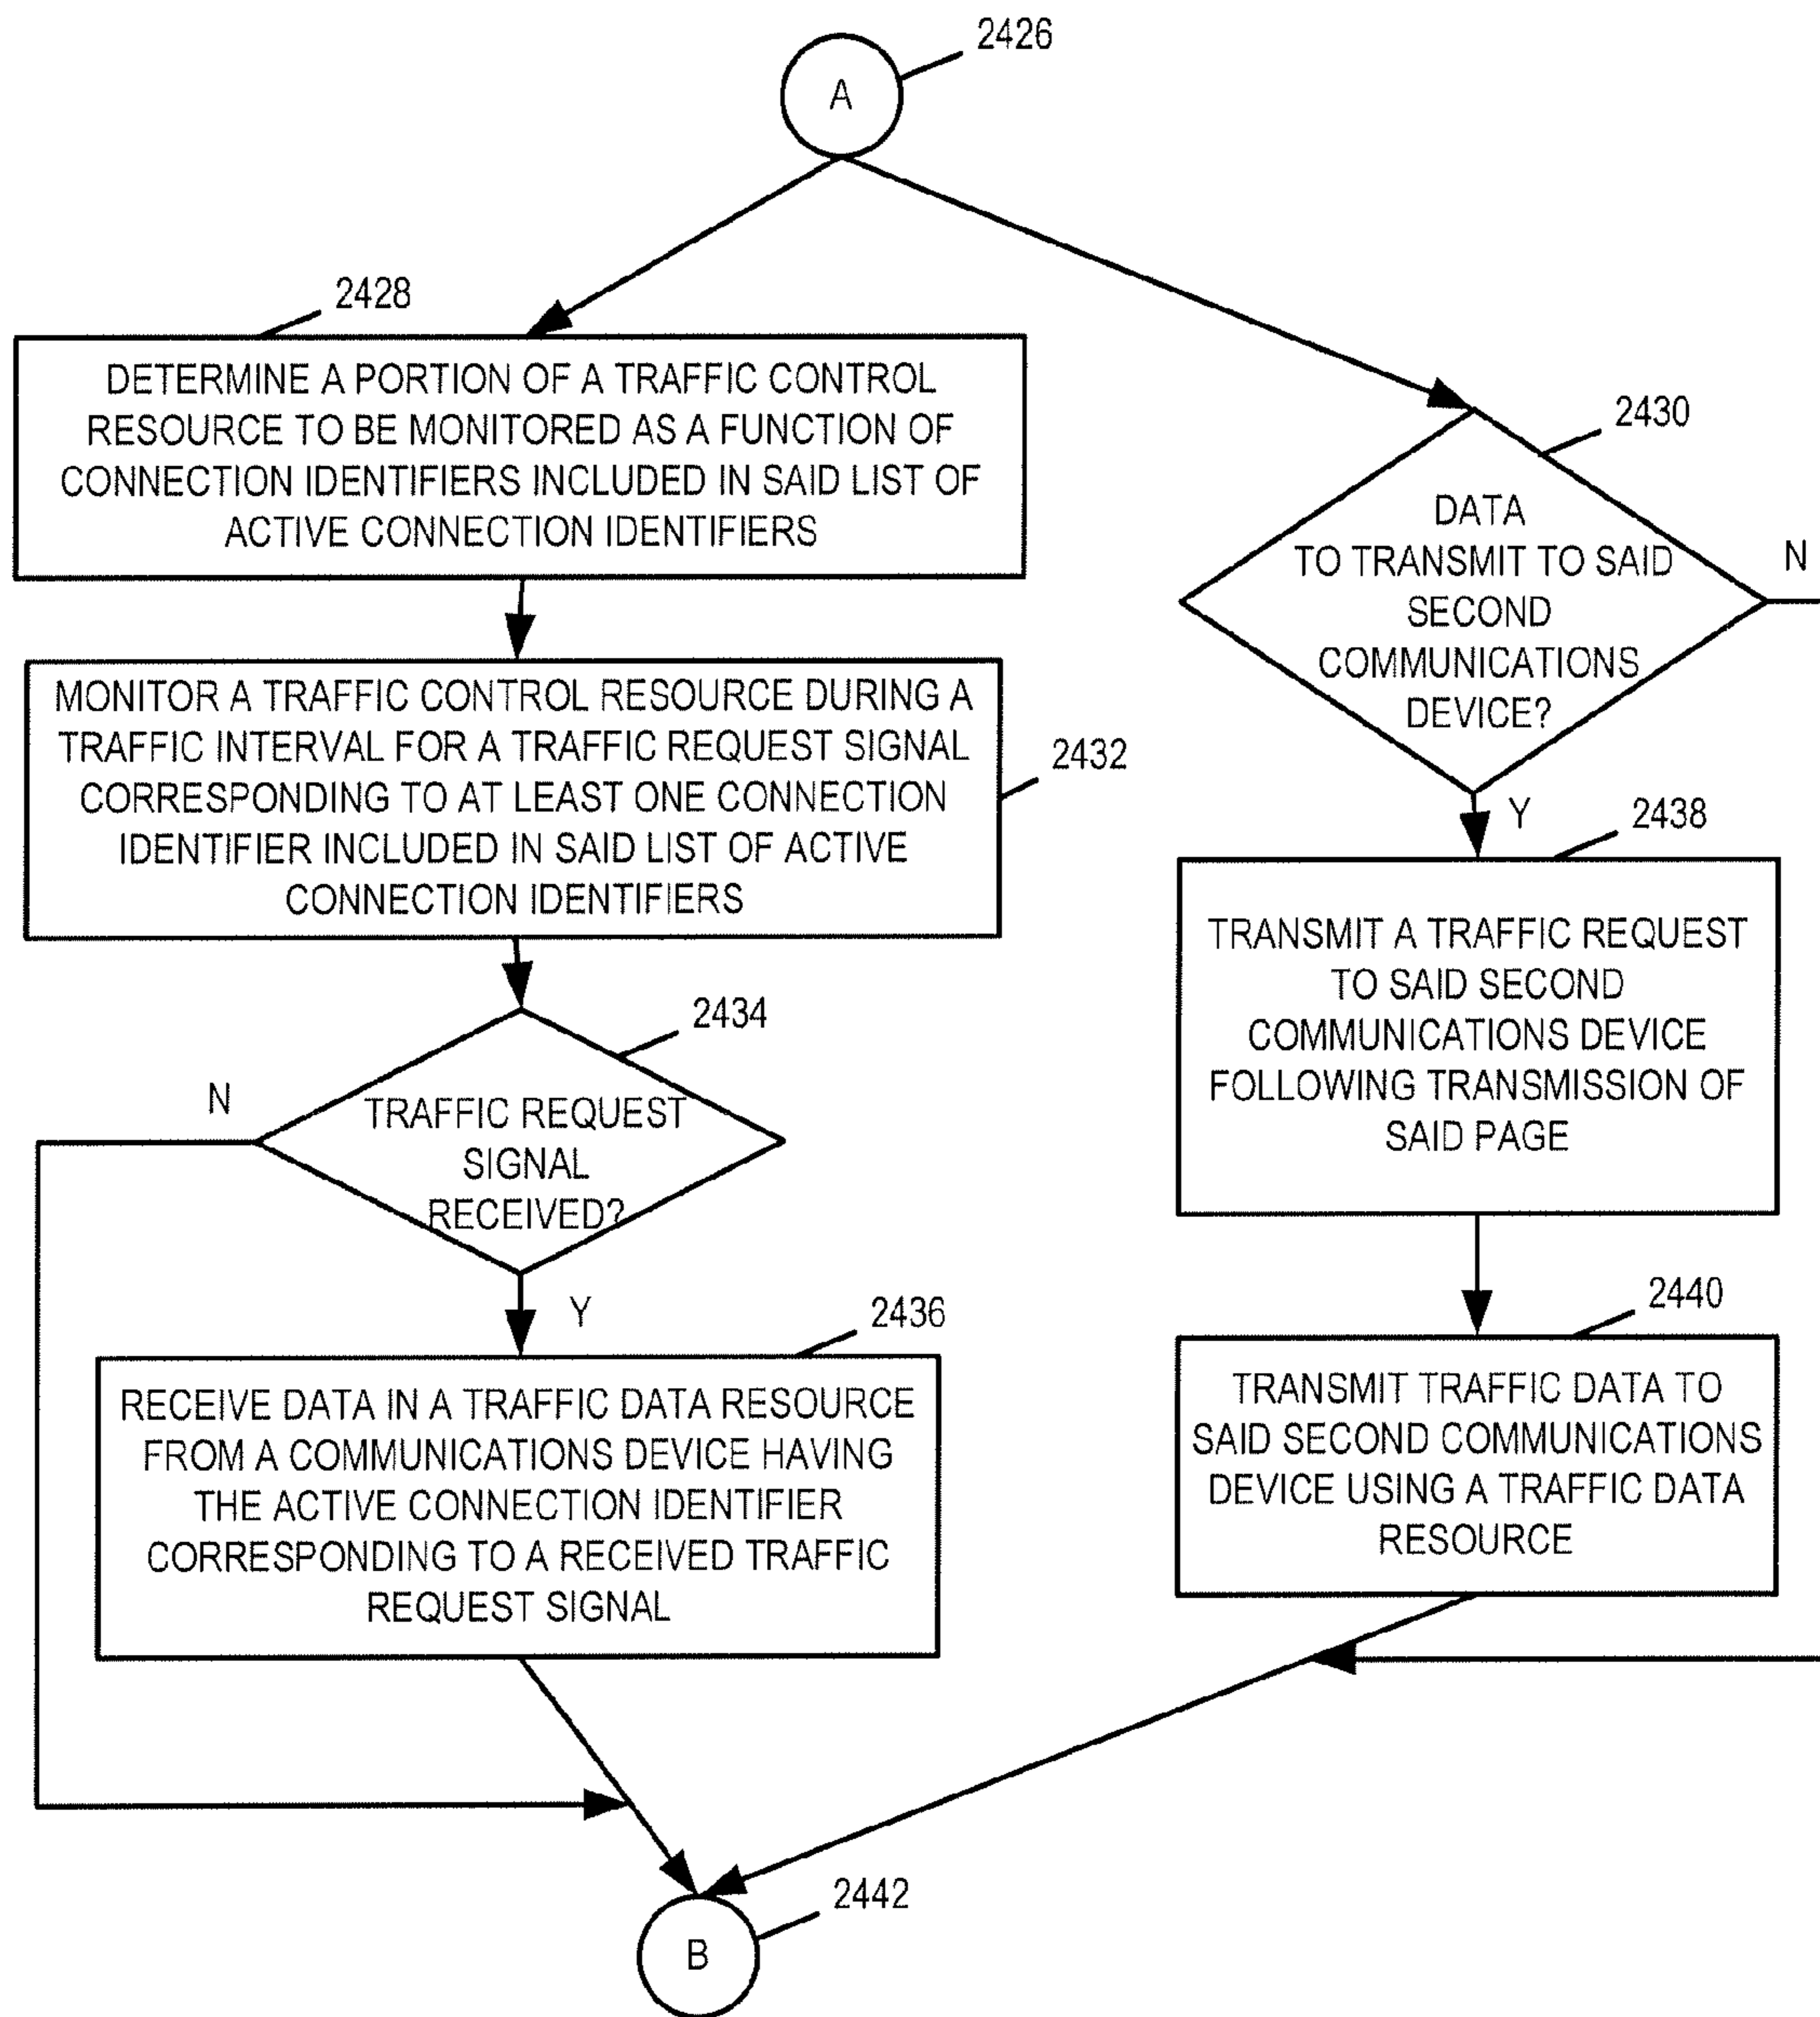 2426
A
2428
DETERMINE A PORTION OF A TRAFFIC CONTROL
RESOURCE TO BE MONITORED AS A FUNCTION OF
CONNECTION IDENTIFIERS INCLUDED IN SAID LIST OF
ACTIVE CONNECTION IDENTIFIERS
2430
DATA
TO TRANSMIT TO SAID
SECOND
COMMUNICATIONS
DEVICE?
N
Y
MONITOR A TRAFFIC CONTROL RESOURCE DURING A
TRAFFIC INTERVAL FOR A TRAFFIC REQUEST SIGNAL
CORRESPONDING TO AT LEAST ONE CONNECTION
IDENTIFIER INCLUDED IN SAID LIST OF ACTIVE
CONNECTION IDENTIFIERS
2432
2438
TRANSMIT A TRAFFIC REQUEST
TO SAID SECOND
COMMUNICATIONS DEVICE
FOLLOWING TRANSMISSION OF
SAID PAGE
2434
N
TRAFFIC REQUEST
SIGNAL
RECEIVED?
Y
2436
RECEIVE DATA IN A TRAFFIC DATA RESOURCE
FROM A COMMUNICATIONS DEVICE HAVING
THE ACTIVE CONNECTION IDENTIFIER
CORRESPONDING TO A RECEIVED TRAFFIC
REQUEST SIGNAL
2440
TRANSMIT TRAFFIC DATA TO
SAID SECOND COMMUNICATIONS
DEVICE USING A TRAFFIC DATA
RESOURCE
2442
B